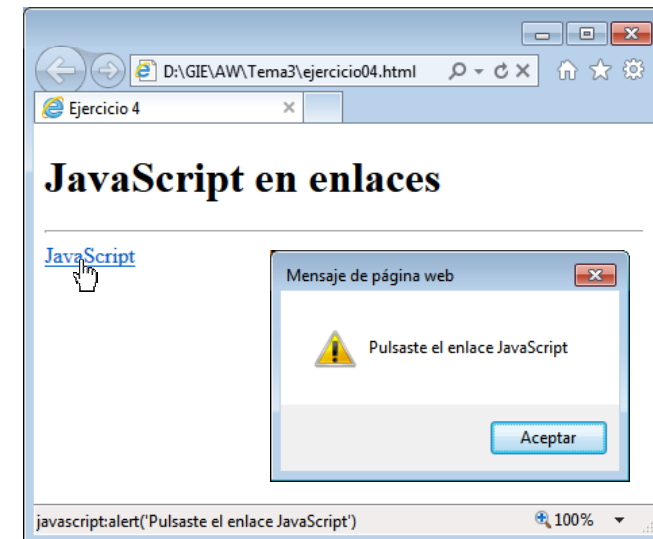 D:\GIE\AW\Tema3\ejercicio04.html
Ejercicio 4
JavaScript en enlaces
JavaScript
Mensaje de página web
Pulsaste el enlace JavaScript
Aceptar
javascript:alert('Pulsaste el enlace JavaScript')
100%